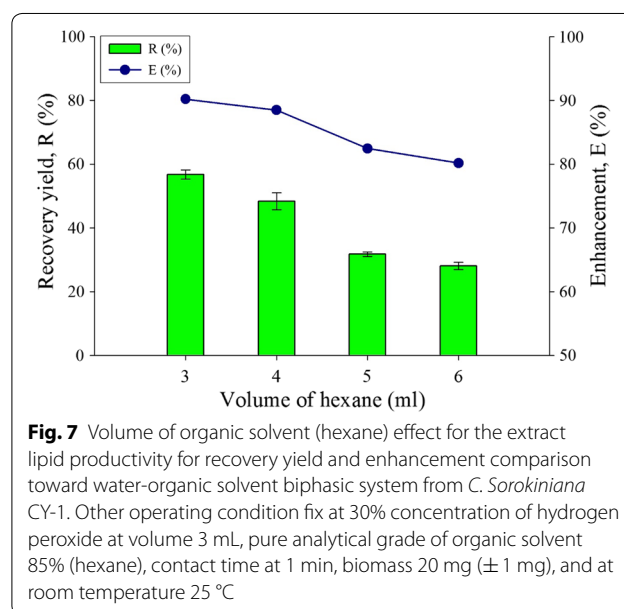 100
100
R (%)
E (%)
80
90
60
80
40
70
20
60
0
50
Recovery yield, R (%)
Enhancement, E (%)
3 4 5 6
Volume of hexane (ml)
Fig. 7 Volume of organic solvent (hexane) effect for the extract
lipid productivity for recovery yield and enhancement comparison
toward water-organic solvent biphasic system from C. Sorokiniana
CY-1. Other operating condition fix at 30% concentration of hydrogen
peroxide at volume 3 mL, pure analytical grade of organic solvent
85% (hexane), contact time at 1 min, biomass 20 mg (± 1 mg), and at
room temperature 25 °C